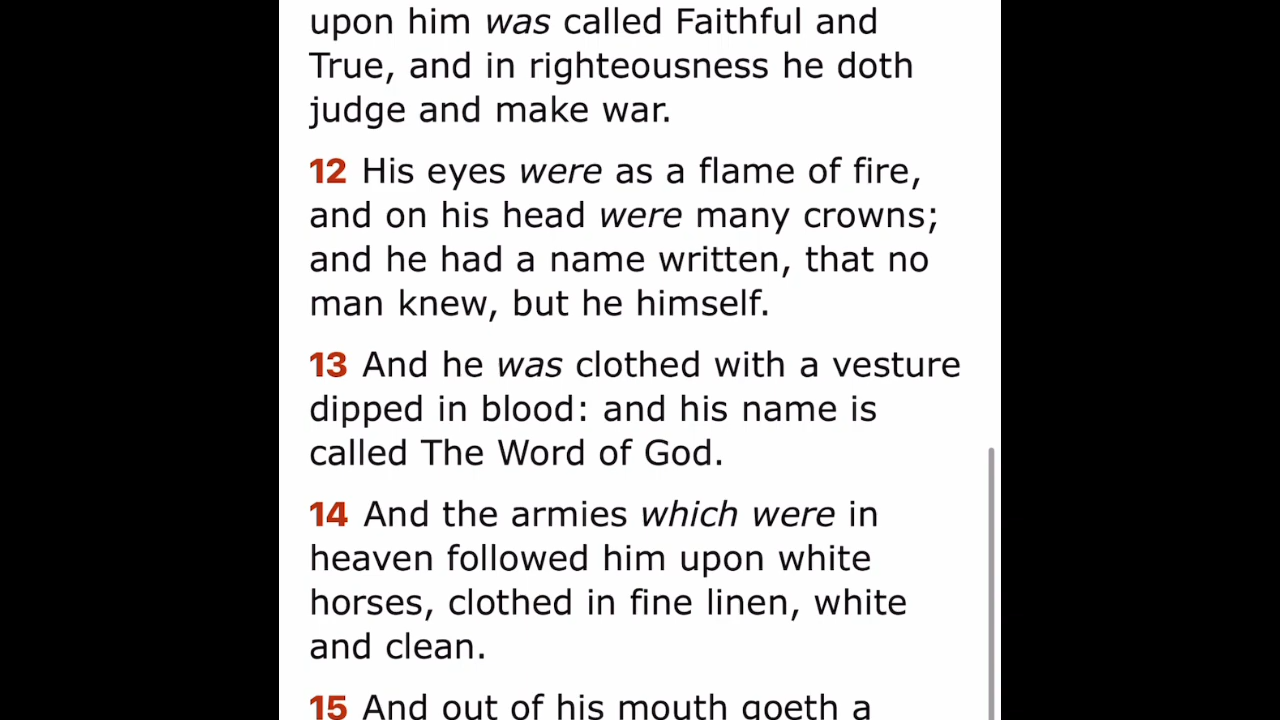 upon him was called Faithful and
True, and in righteousness he doth
judge and make war.
12 His eyes were as a flame of fire,
and on his head were many crowns;
and he had a name written, that no
man knew, but he himself.
13 And he was clothed with a vesture
dipped in blood: and his name is
called The Word of God.
14 And the armies which were in
heaven followed him upon white
horses, clothed in fine linen, white
and clean.
15 And out of his mouth goeth a